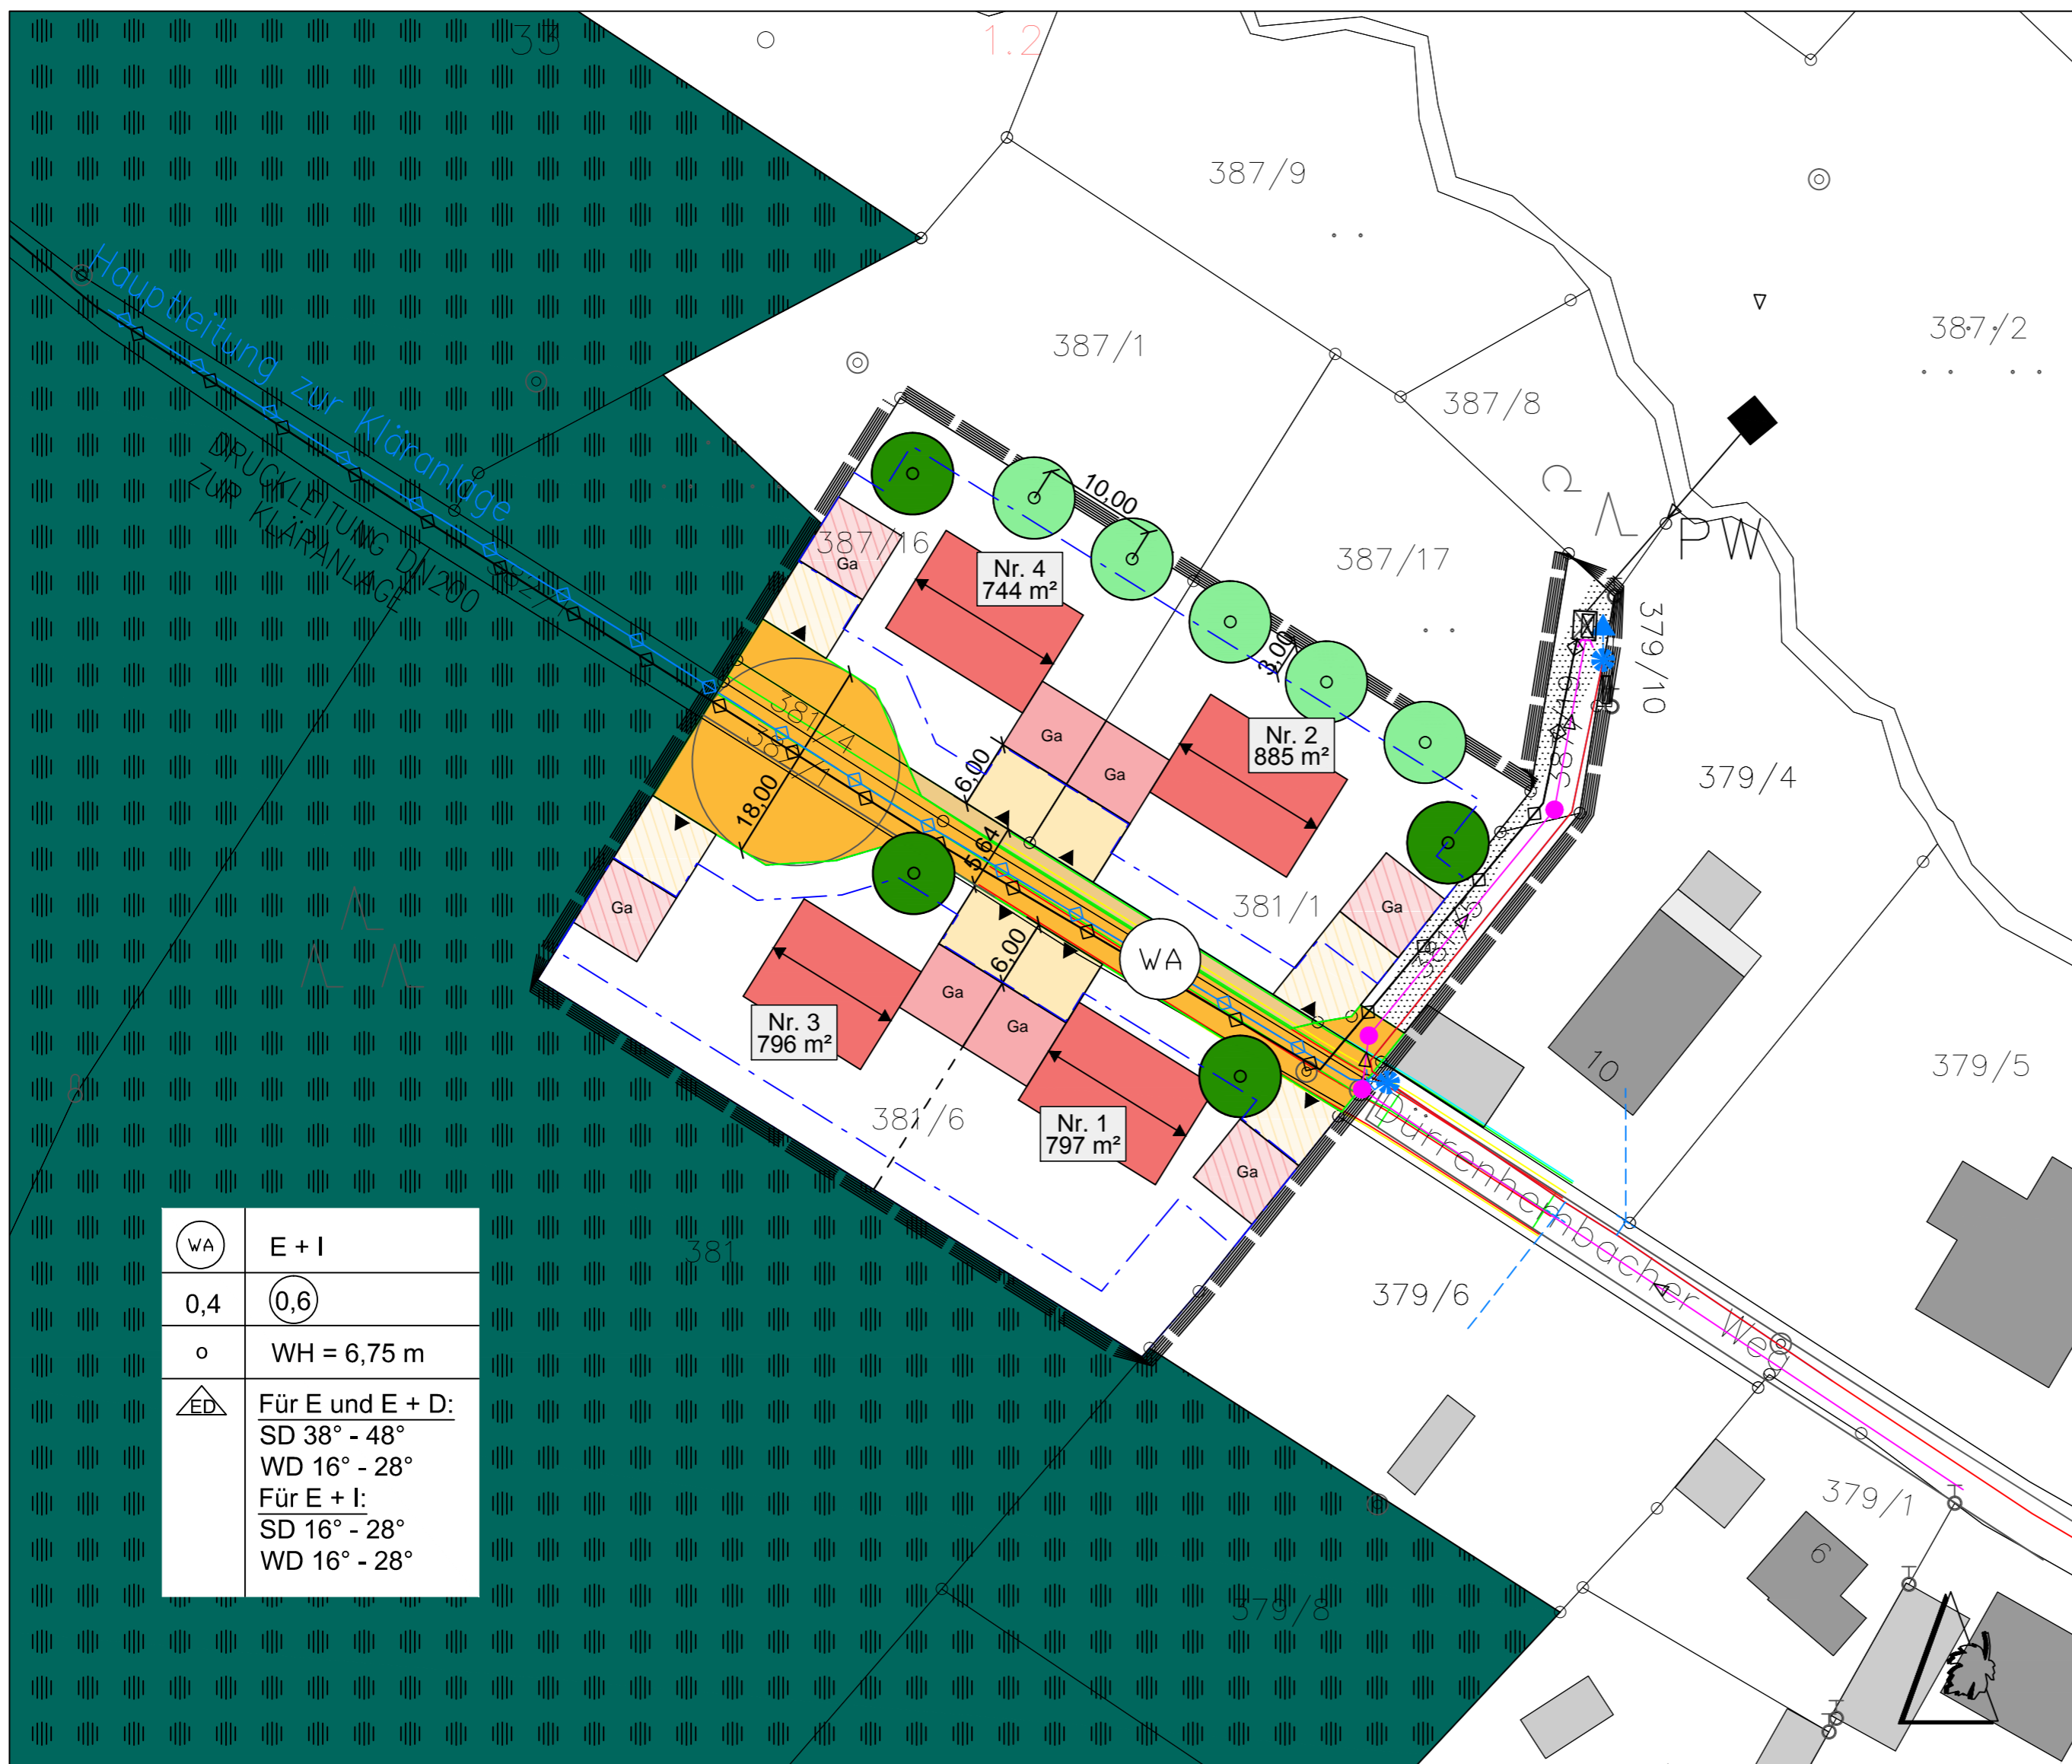 33
1.2
387/9
387/2
387/1
387/8
Hauptleitung zur Kläranlage
DRUCKLEITUNG DN200
ZUR KLÄRANLAGE
10,00
PW
387/16
Ga
Nr. 4
744 m²
387/17
3,00
379/10
Nr. 2
885 m²
Ga
Ga
6,00
381/4
18,00
5,64
379/4
Ga
381/1
Ga
WA
6,00
Ga
Ga
Nr. 3
796 m²
10
379/5
Nr. 1
797 m²
381/6
Ga
8
Dürrenhembacher Weg
381
379/6
WA
E + I
0,4
0,6
o
WH = 6,75 m
ED
Für E und E + D:
SD 38° - 48°
WD 16° - 28°
Für E + I:
SD 16° - 28°
WD 16° - 28°
379/1
6
379/8